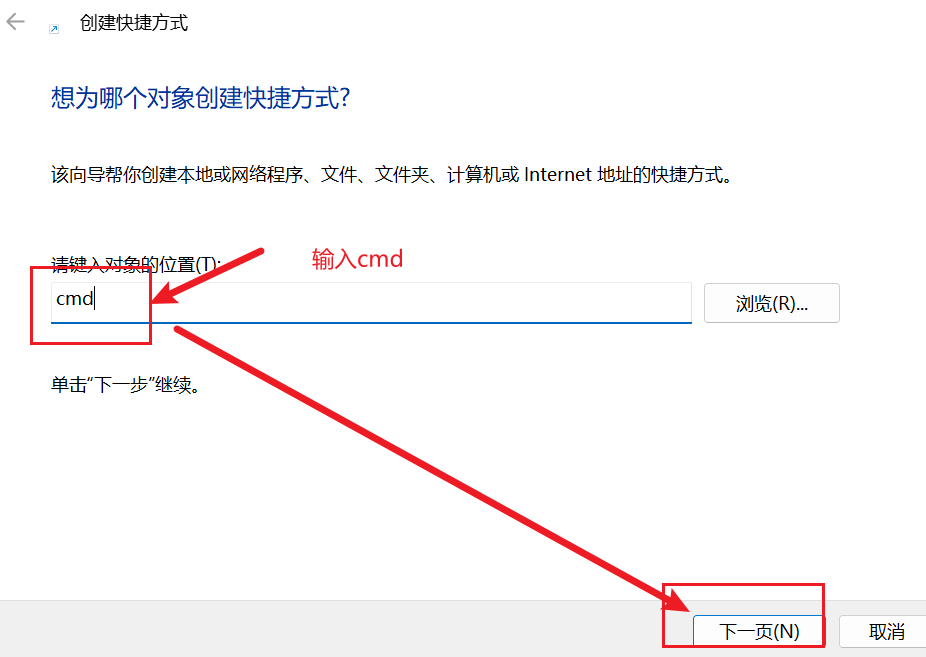 创建快捷方式
想为哪个对象创建快捷方式?
该向导帮你创建本地或网络程序、文件、文件夹、计算机或 Internet 地址的快捷方式。
请键入对象的位置(T):
输入cmd
cmd
浏览(R)...
单击“下一步”继续。
下一页(N)
取消